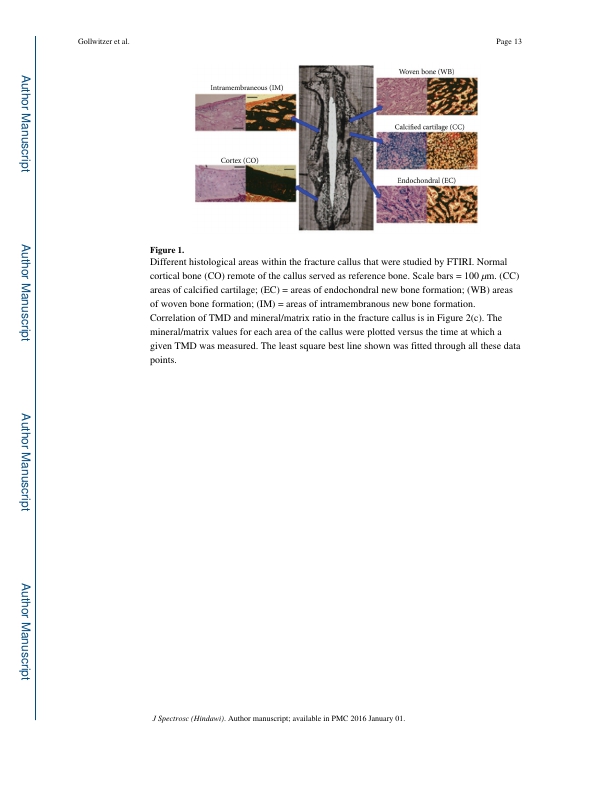 Gollwitzer et al.
Page 13
Author Manuscript
Author Manuscript
Author Manuscript
Author Manuscript
Intramembraneous (IM)
Cortex (CO)
Woven bone (WB)
Calcified cartilage (CC)
Endochondral (EC)
Figure 1.
Different histological areas within the fracture callus that were studied by FTIRI. Normal
cortical bone (CO) remote of the callus served as reference bone. Scale bars = 100 μm. (CC)
areas of calcified cartilage; (EC) = areas of endochondral new bone formation; (WB) areas
of woven bone formation; (IM) = areas of intramembranous new bone formation.
Correlation of TMD and mineral/matrix ratio in the fracture callus is in Figure 2(c). The
mineral/matrix values for each area of the callus were plotted versus the time at which a
given TMD was measured. The least square best line shown was fitted through all these data
points.
J Spectrosc (Hindawi). Author manuscript; available in PMC 2016 January 01.